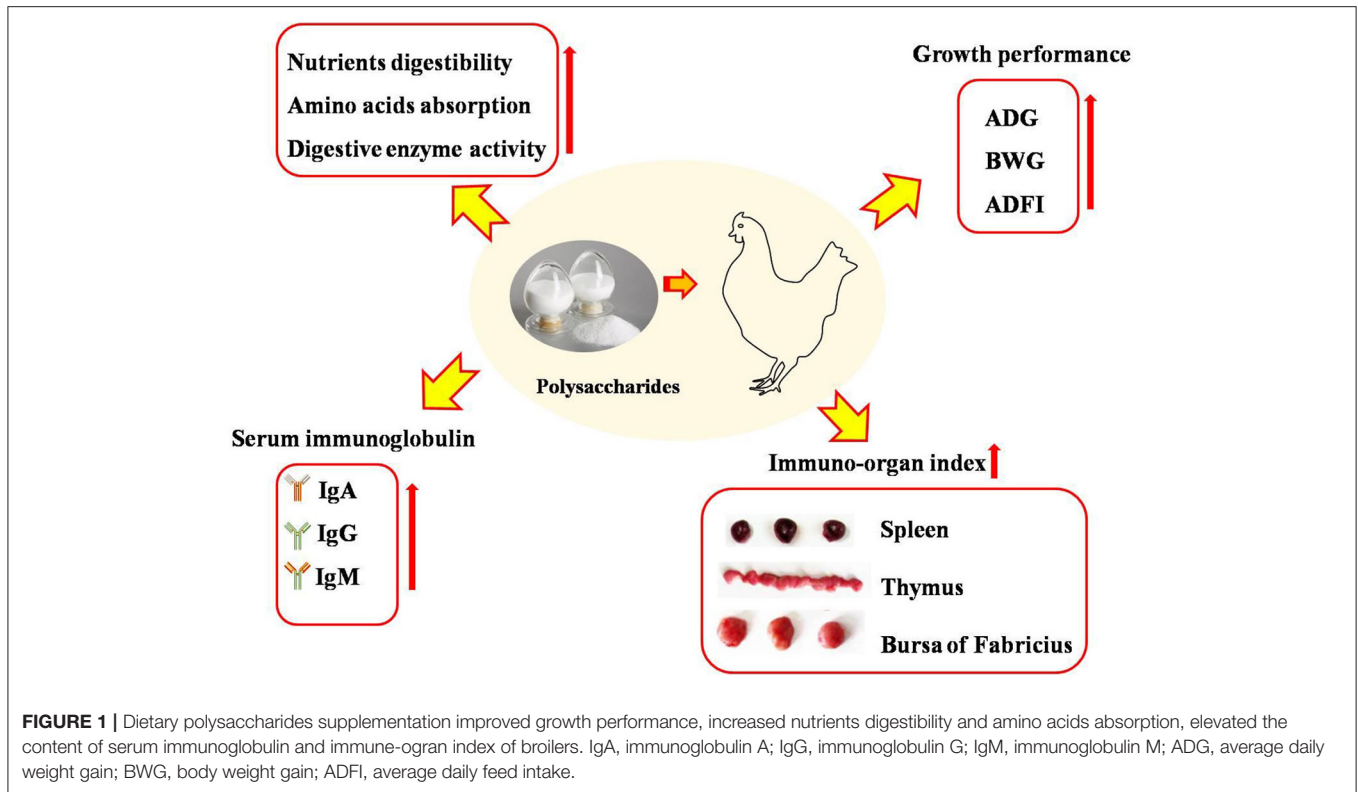 Nutrients digestibility
Amino acids absorption
Digestive enzyme activity
Growth performance
ADG
BWG
ADFI
Polysaccharides
Serum immunoglobulin
IgA
IgG
IgM
Immuno-organ index
Spleen
Thymus
Bursa of Fabricius
FIGURE 1 | Dietary polysaccharides supplementation improved growth performance, increased nutrients digestibility and amino acids absorption, elevated the
content of serum immunoglobulin and immune-ogran index of broilers. IgA, immunoglobulin A; IgG, immunoglobulin G; IgM, immunoglobulin M; ADG, average daily
weight gain; BWG, body weight gain; ADFI, average daily feed intake.